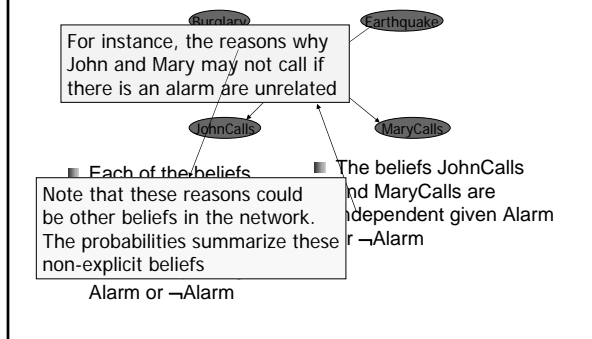 Burglary
Earthquake
For instance, the reasons why
John and Mary may not call if
there is an alarm are unrelated
JohnCalls
MaryCalls
Each of the beliefs
Note that these reasons could
be other beliefs in the network.
The probabilities summarize these
non-explicit beliefs
Alarm or ¬Alarm
The beliefs JohnCalls
and MaryCalls are
independent given Alarm
or ¬Alarm